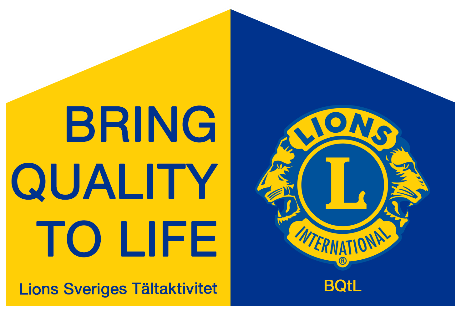 BRING
QUALITY
TO LIFE
Lions Sveriges Tältaktivitet
LIONS
L
INTERNATIONAL
®
BQtL